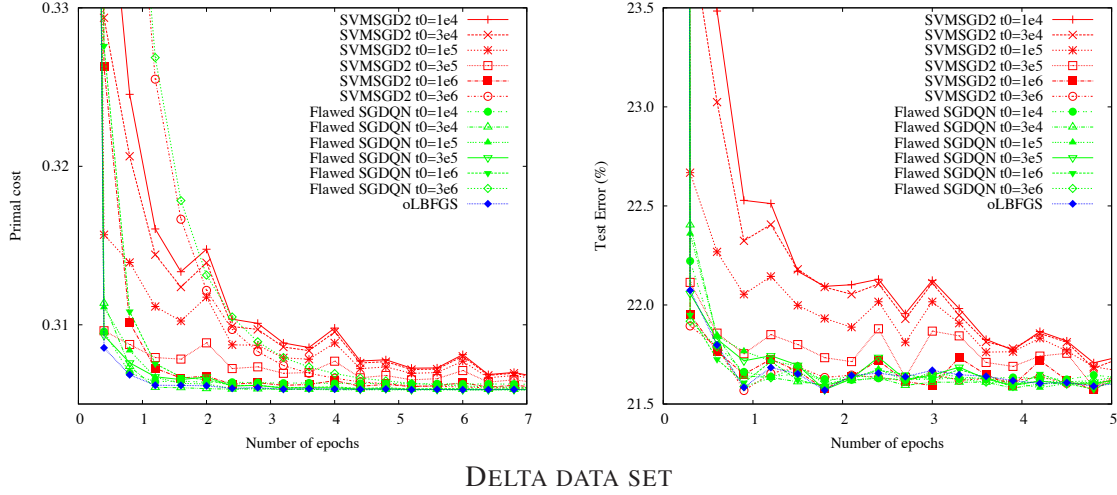 0.33
0.32
0.31
0 1 2 3 4 5 6 7
Primal cost
Number of epochs
SVMSGD2 t0=1e4
SVMSGD2 t0=3e4
SVMSGD2 t0=1e5
SVMSGD2 t0=3e5
SVMSGD2 t0=1e6
SVMSGD2 t0=3e6
Flawed SGDQN t0=1e4
Flawed SGDQN t0=3e4
Flawed SGDQN t0=1e5
Flawed SGDQN t0=3e5
Flawed SGDQN t0=1e6
Flawed SGDQN t0=3e6
oLBFGS
23.5
23.0
22.5
22.0
21.5
0 1 2 3 4 5
Test Error (%)
Number of epochs
SVMSGD2 t0=1e4
SVMSGD2 t0=3e4
SVMSGD2 t0=1e5
SVMSGD2 t0=3e5
SVMSGD2 t0=1e6
SVMSGD2 t0=3e6
Flawed SGDQN t0=1e4
Flawed SGDQN t0=3e4
Flawed SGDQN t0=1e5
Flawed SGDQN t0=3e5
Flawed SGDQN t0=1e6
Flawed SGDQN t0=3e6
oLBFGS
DELTA DATA SET